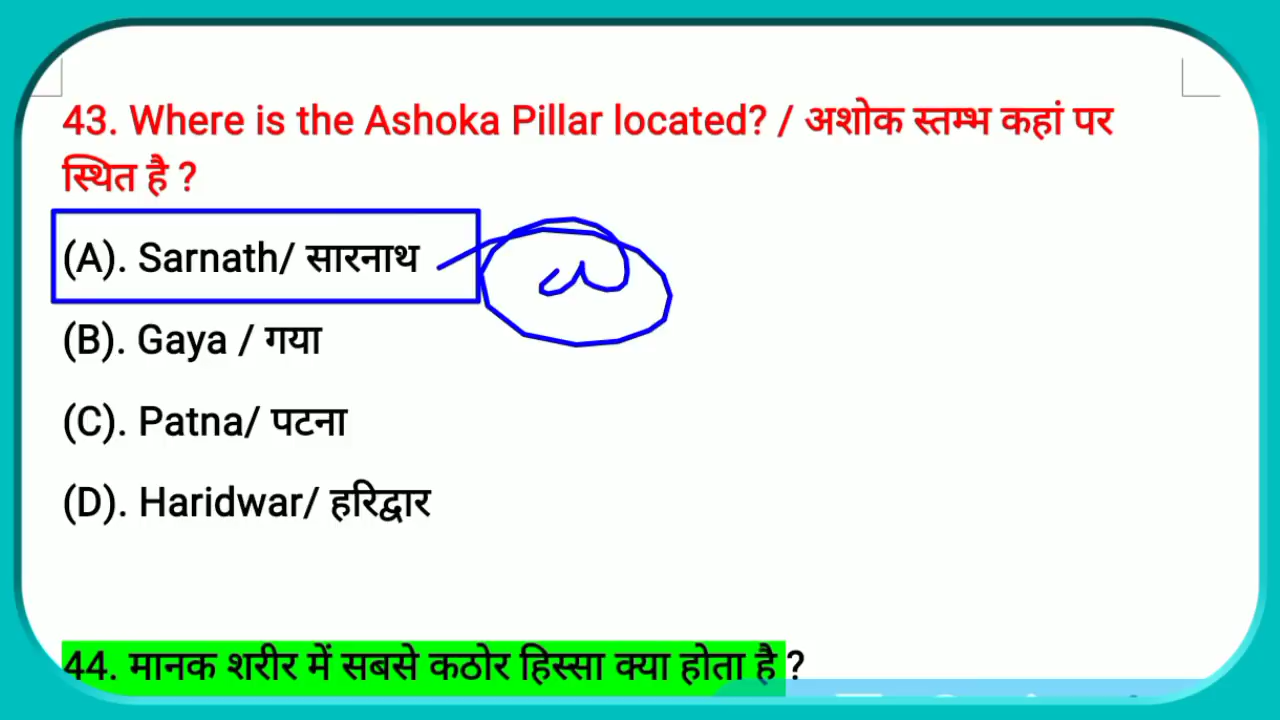 43. Where is the Ashoka Pillar located? / अशोक स्तम्भ कहां पर
स्थित है ?
(A). Sarnath/ सारनाथ
(B). Gaya / गया
(C). Patna/ पटना
(D). Haridwar/ हरिद्वार
44. मानक शरीर में सबसे कठोर हिस्सा क्या होता है ?